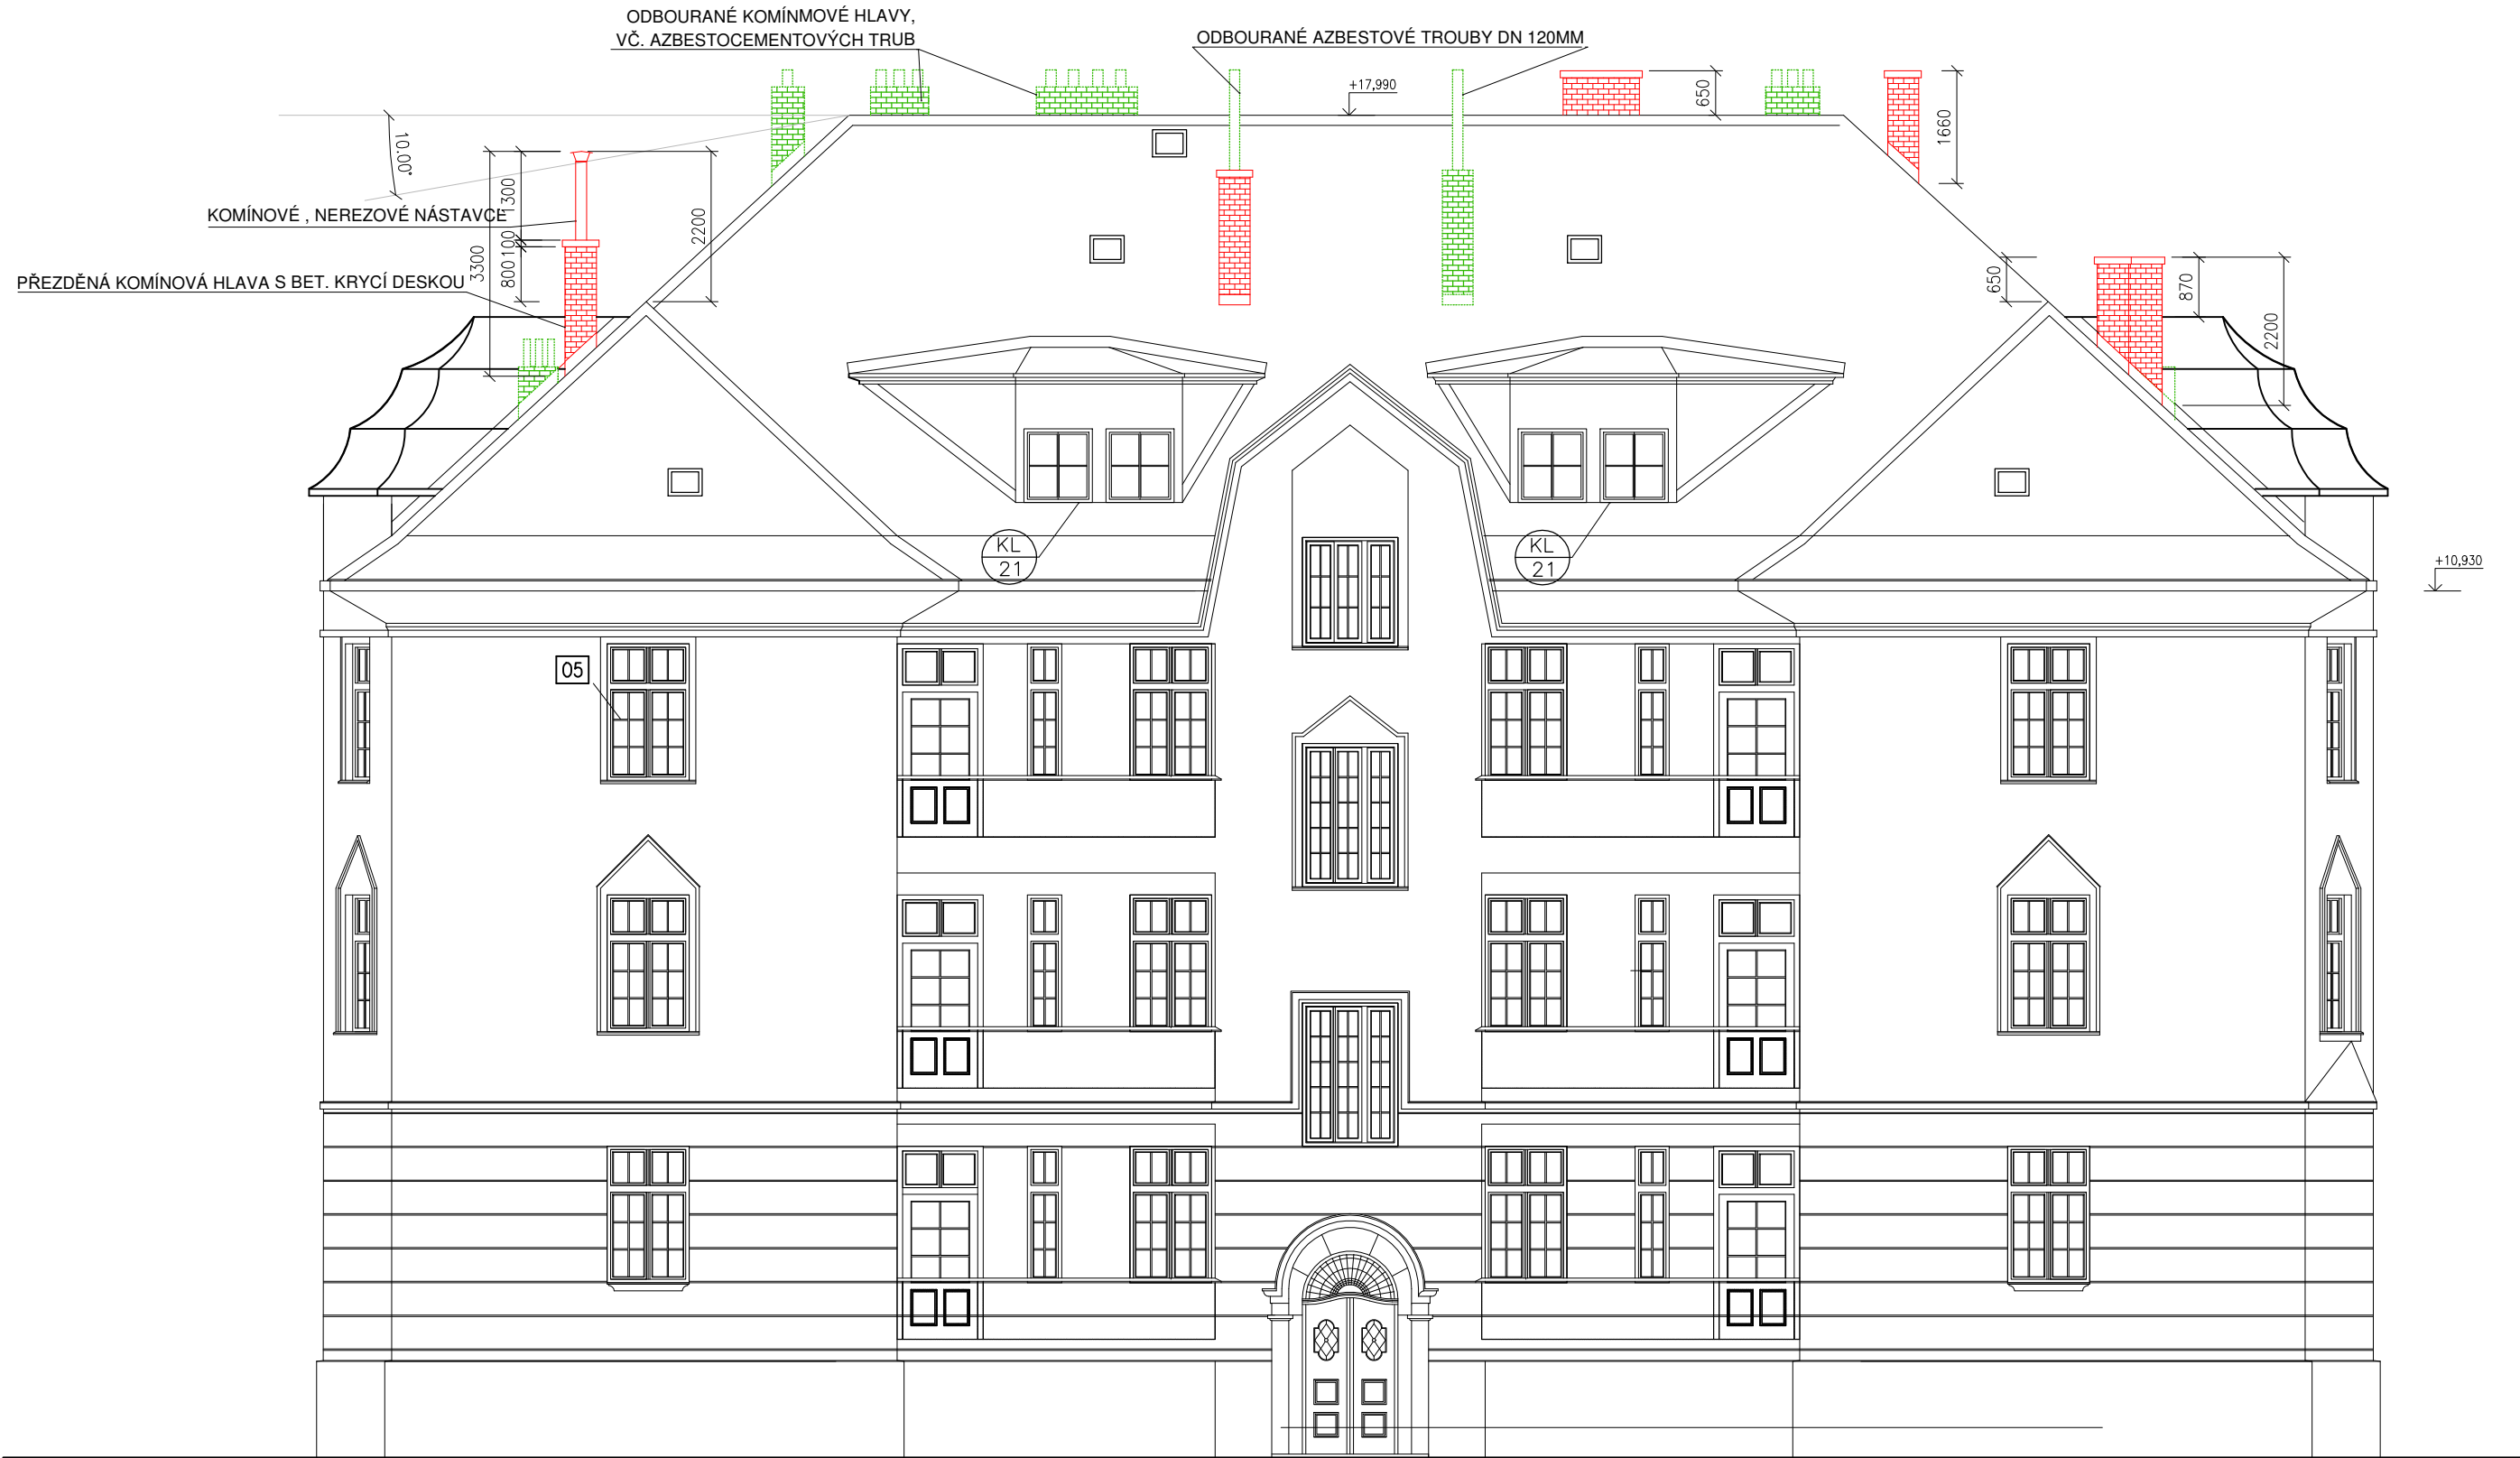 ODBOURANÉ KOMÍNMOVÉ HLAVY,
VČ. AZBESTOCEMENTOVÝCH TRUB
ODBOURANÉ AZBESTOVÉ TROUBY DN 120MM
+17,990
650
1660
10.00°
1300
100
800
3300
2200
KOMÍNOVÉ , NEREZOVÉ NÁSTAVCE
PŘEZDĚNÁ KOMÍNOVÁ HLAVA S BET. KRYCÍ DESKOU
650
870
2200
KL
21
KL
21
+10,930
05